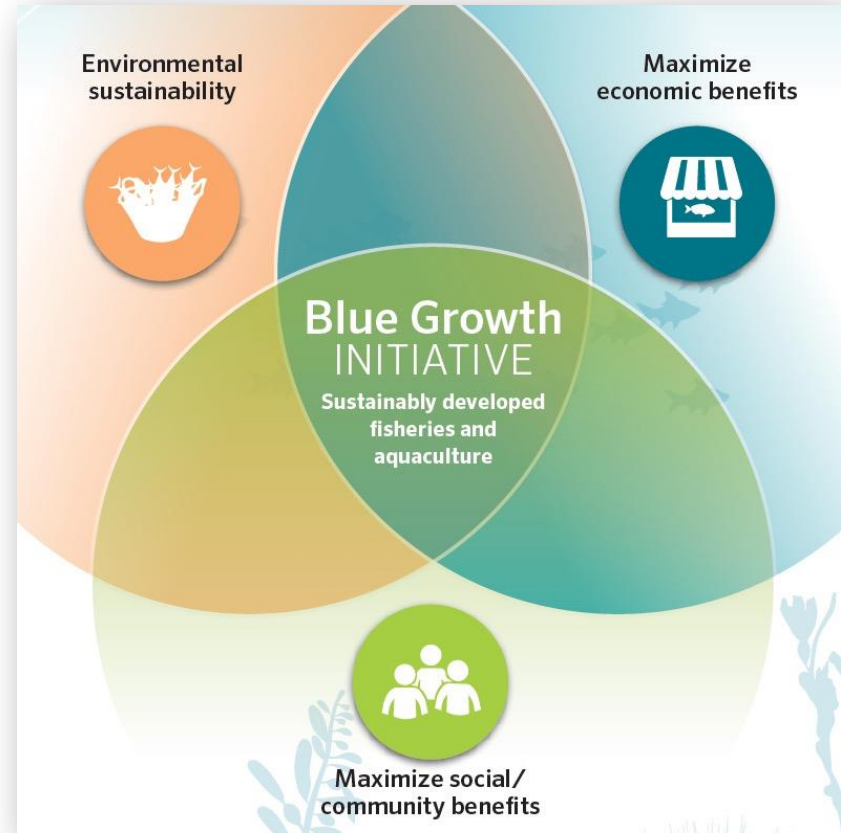 Environmental
sustainability
Maximize
economic benefits
Blue Growth
INITIATIVE
Sustainably developed
fisheries and
aquaculture
Maximize social/
community benefits